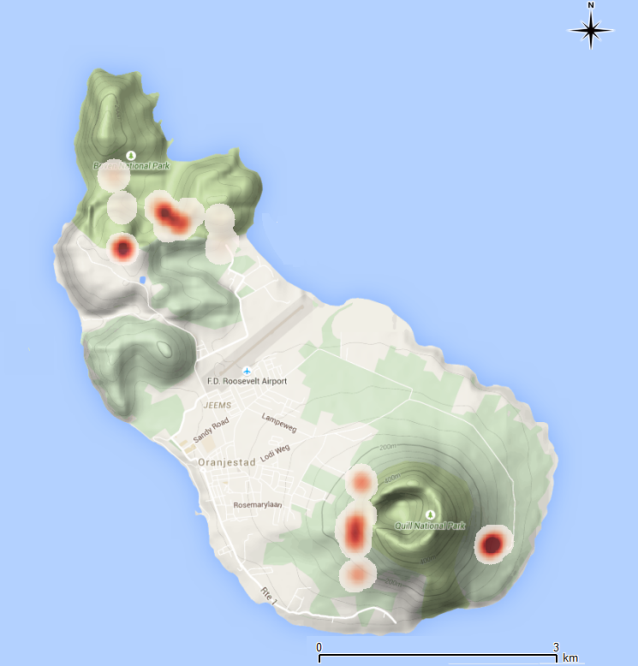 N
National Park
F.D. Roosevelt Airport
JEEMS
Lampeweg
Sandy Road
Lodi Weg
Oranjestad
Rosemarylaan
Quill National Park
Rte 1
0 3
km